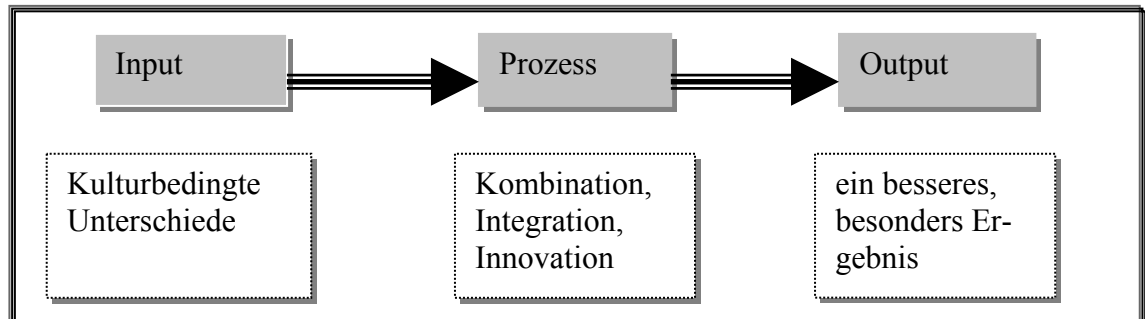 Input
Prozess
Output
Kulturbedingte
Unterschiede
Kombination,
Integration,
Innovation
ein besseres,
besonders Er-
gebnis